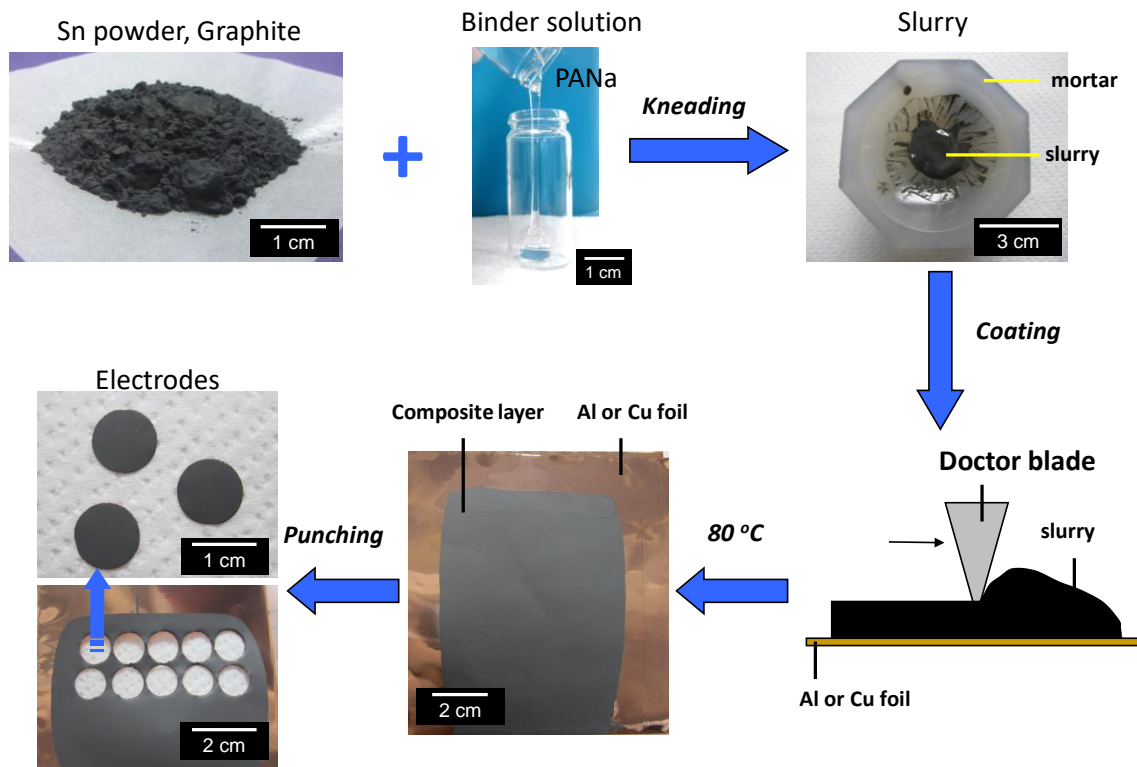 Sn powder, Graphite
1 cm
Binder solution
PANa
1 cm
Kneading
Slurry
mortar
slurry
3 cm
Coating
Doctor blade
slurry
Al or Cu foil
80 °C
Composite layer
Al or Cu foil
2 cm
Punching
Electrodes
1 cm
2 cm